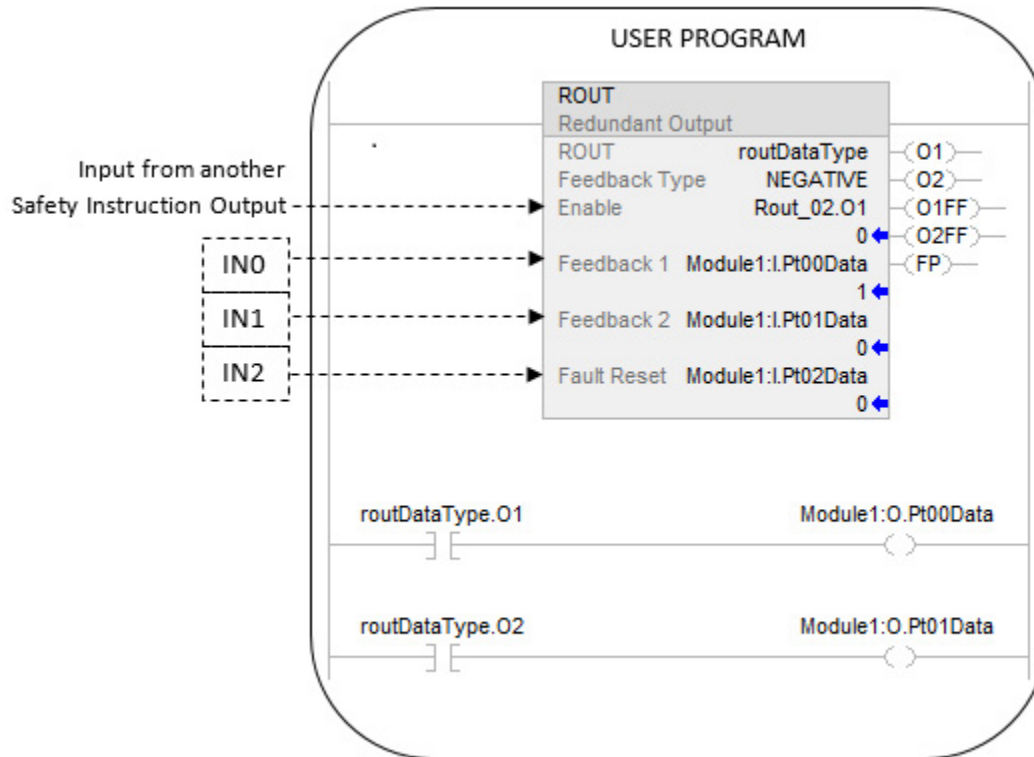 USER PROGRAM
ROUT
Redundant Output
ROUT routDataType (O1)
Feedback Type NEGATIVE (O2)
Enable Rout_02.O1 (O1FF)
0 (O2FF)
Feedback 1 Module1:I.Pt00Data (FP)
1
Feedback 2 Module1:I.Pt01Data
0
Fault Reset Module1:I.Pt02Data
0
Input from another
Safety Instruction Output
IN0
IN1
IN2
routDataType.O1 Module1:O.Pt00Data
routDataType.O2 Module1:O.Pt01Data